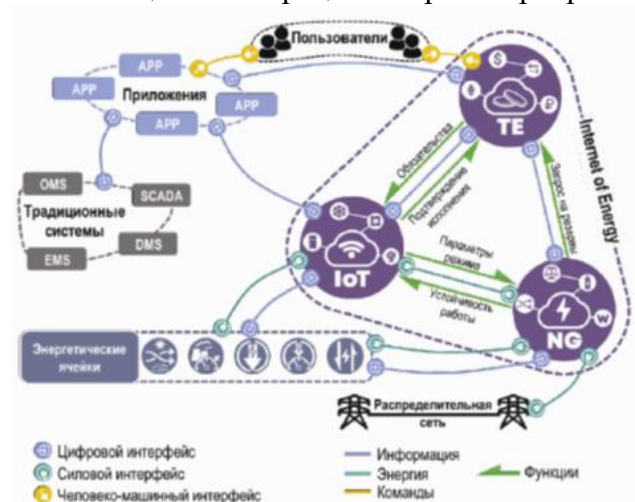 Пользователи
APP
APP
Приложения
APP
APP
TE
Internet of Energy
OMS
SCADA
Традиционные
системы
EMS
DMS
Обязательства
Подтверждение
исполнения
Запрос на резервы
IoT
Параметры
режима
Устойчивость
работы
NG
Энергетические
ячейки
Распределительная
сеть
Цифровой интерфейс
Силовой интерфейс
Человеко-машинный интерфейс
Информация
Энергия
Команды
Функции